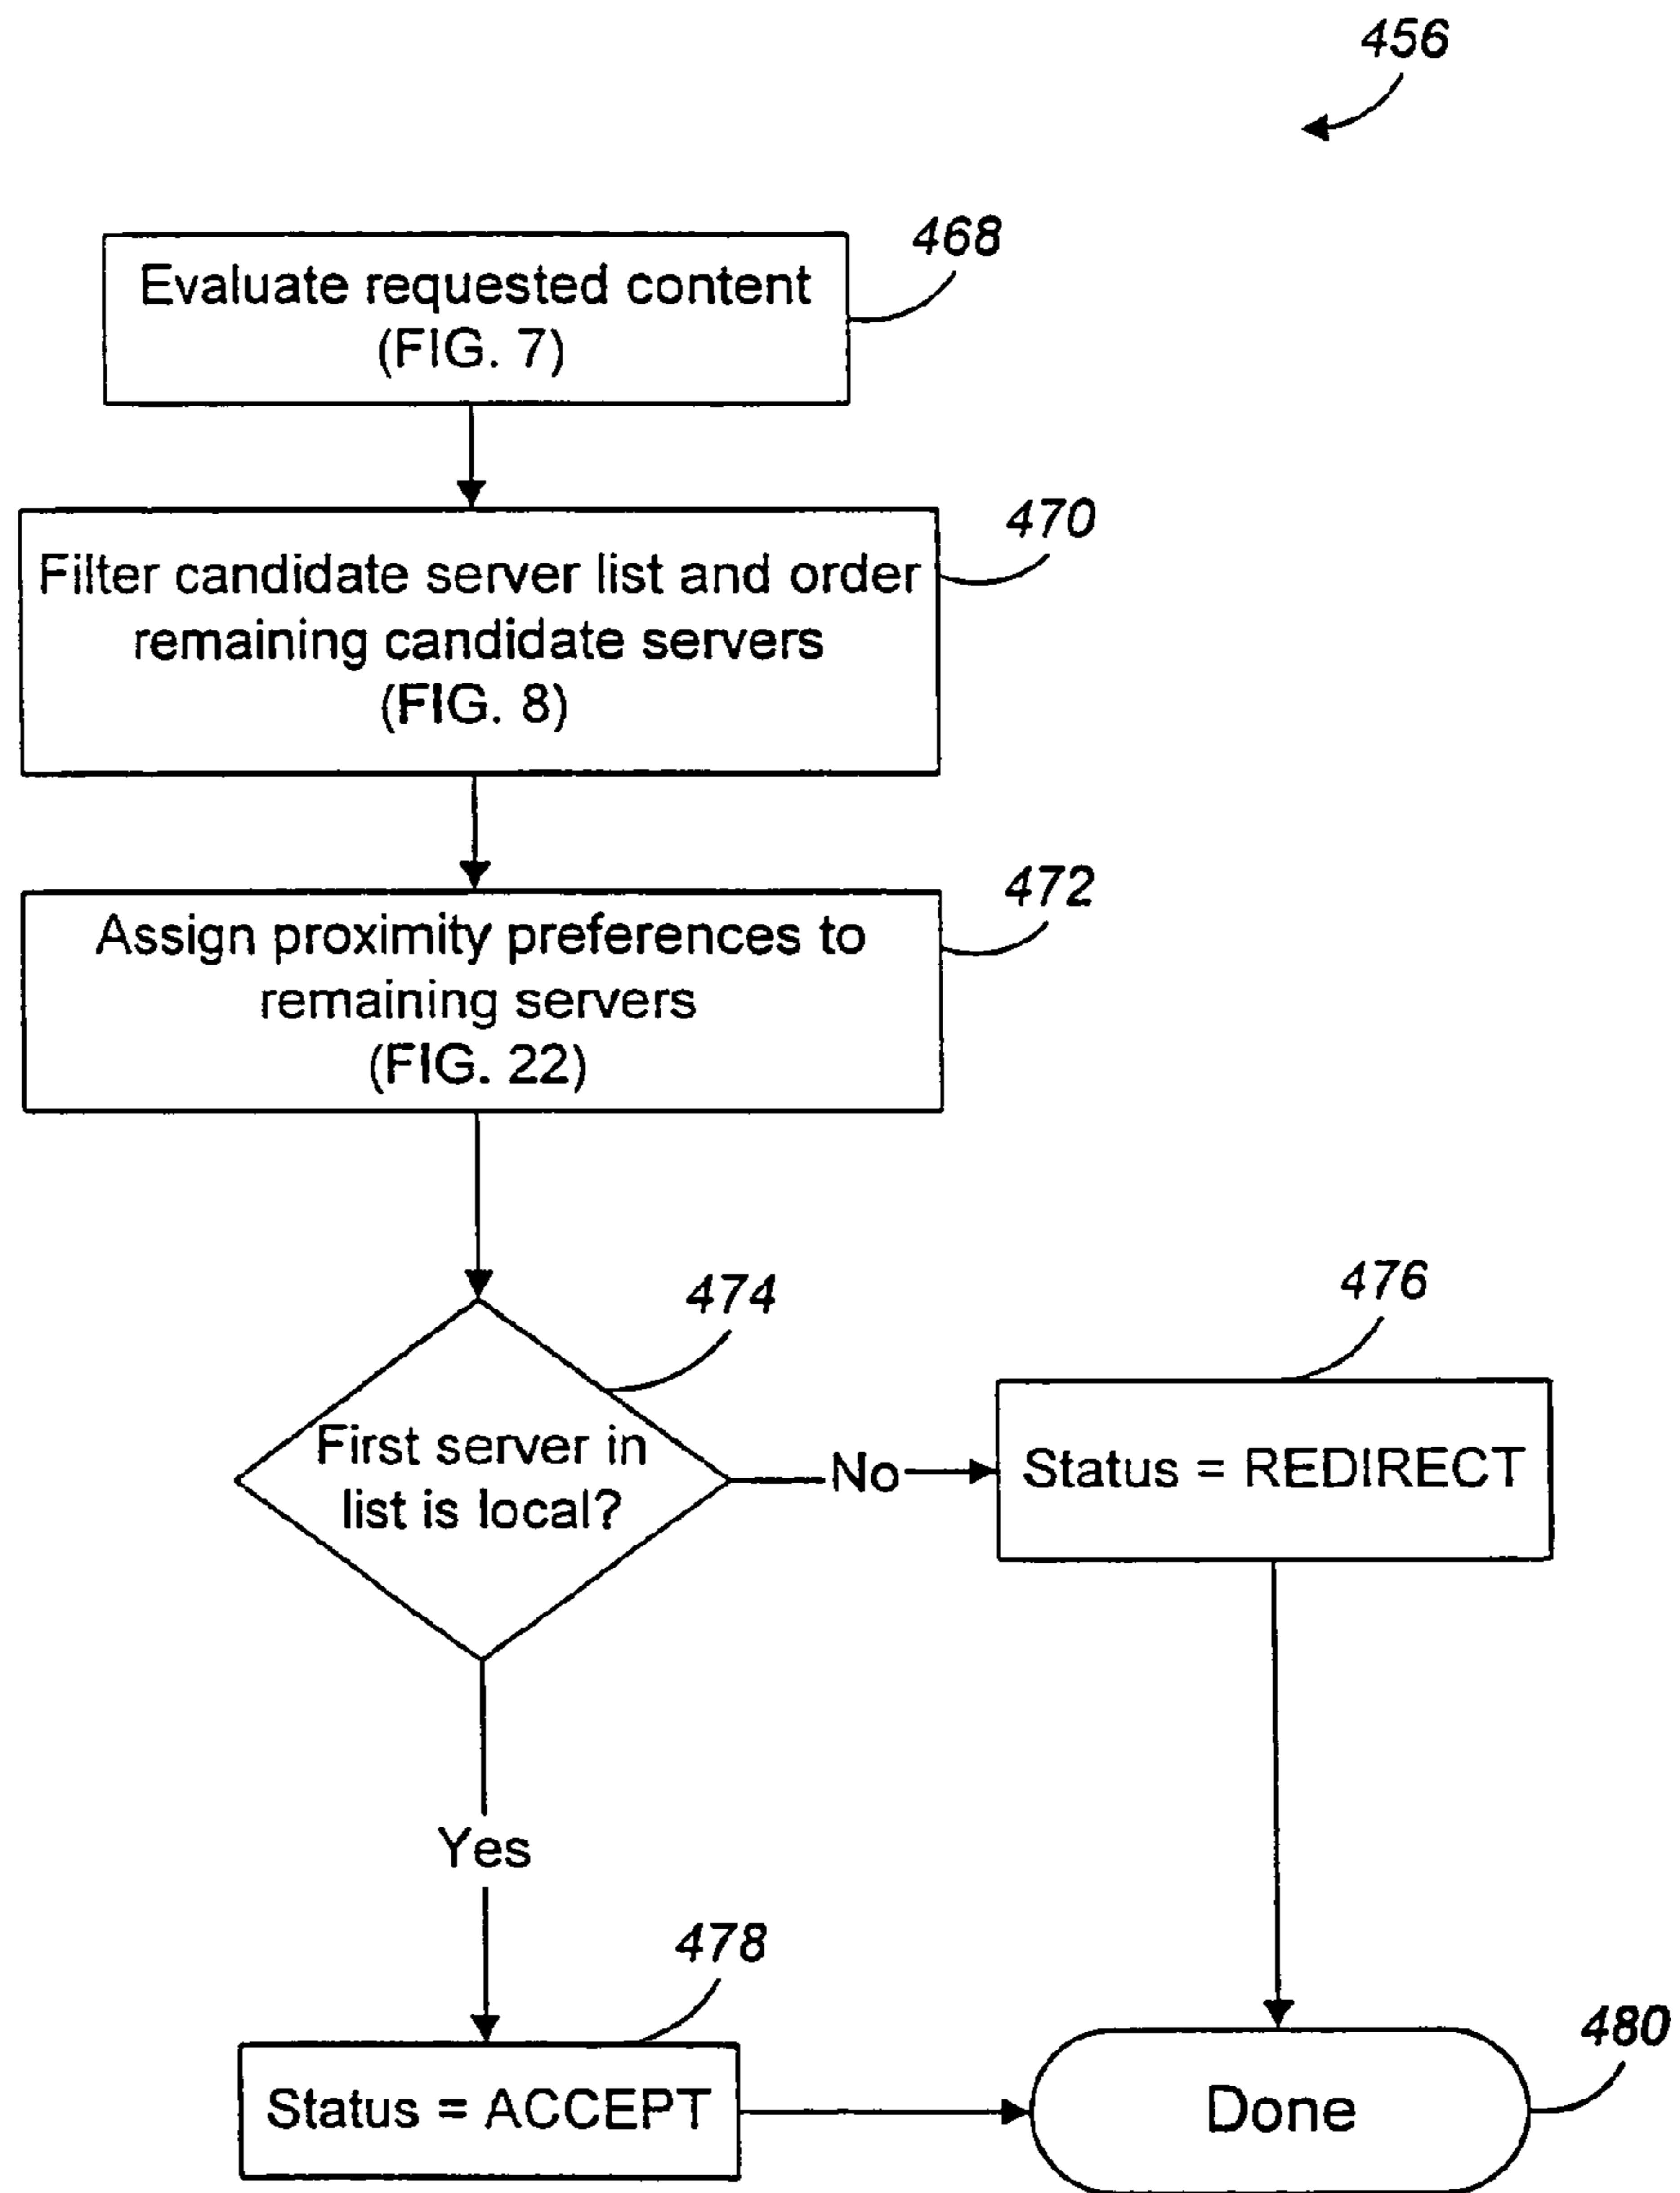 456
468
Evaluate requested content
(FIG. 7)
470
Filter candidate server list and order
remaining candidate servers
(FIG. 8)
472
Assign proximity preferences to
remaining servers
(FIG. 22)
474
First server in
list is local?
No
476
Status = REDIRECT
Yes
478
Status = ACCEPT
480
Done